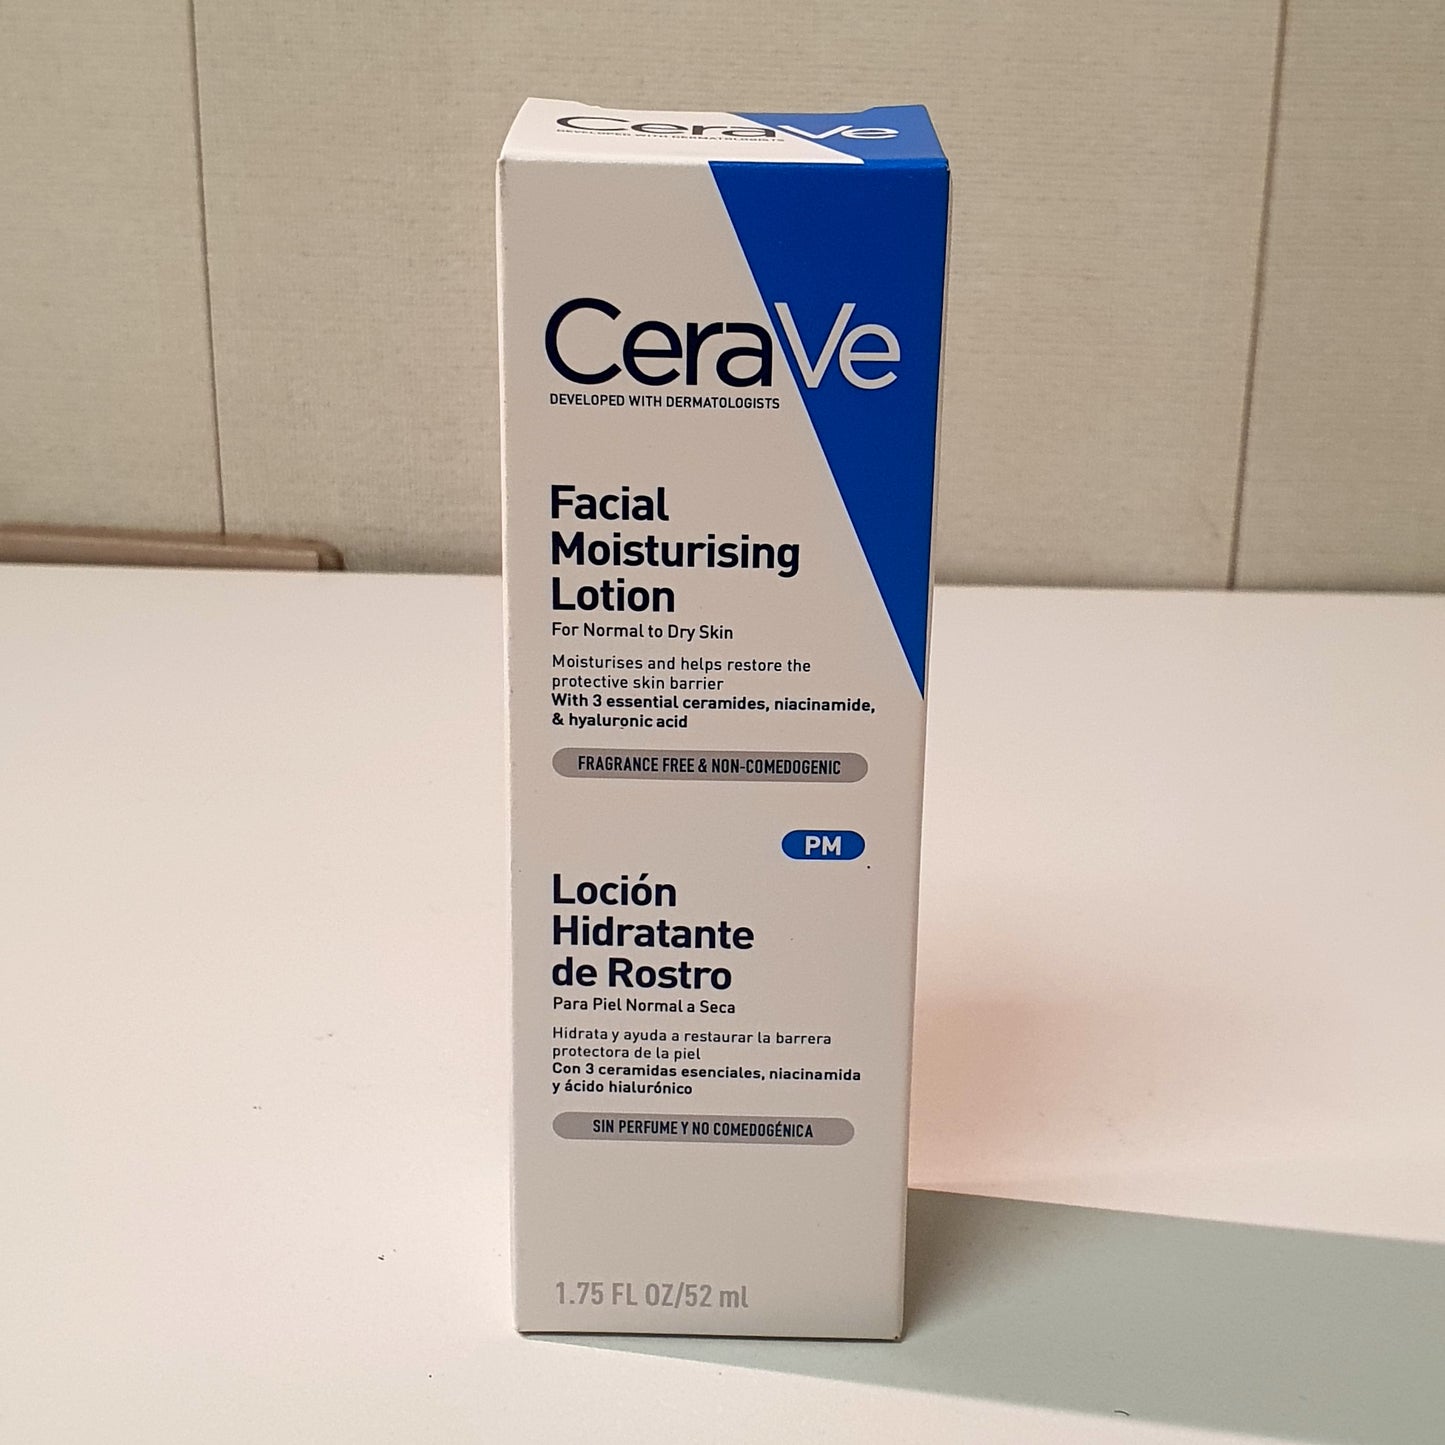 CeraVe
DEVELOPED WITH DERMATOLOGISTS
CeraVe
DEVELOPED WITH DERMATOLOGISTS
Facial
Moisturising
Lotion
For Normal to Dry Skin
Moisturises and helps restore the
protective skin barrier
With 3 essential ceramides, niacinamide,
& hyaluronic acid
FRAGRANCE FREE & NON-COMEDOGENIC
PM
Loción
Hidratante
de Rostro
Para Piel Normal a Seca
Hidrata y ayuda a restaurar la barrera
protectora de la piel
Con 3 ceramidas esenciales, niacinamida
y ácido hialurónico
SIN PERFUME Y NO COMEDOGÉNICA
1.75 FL OZ/52 ml